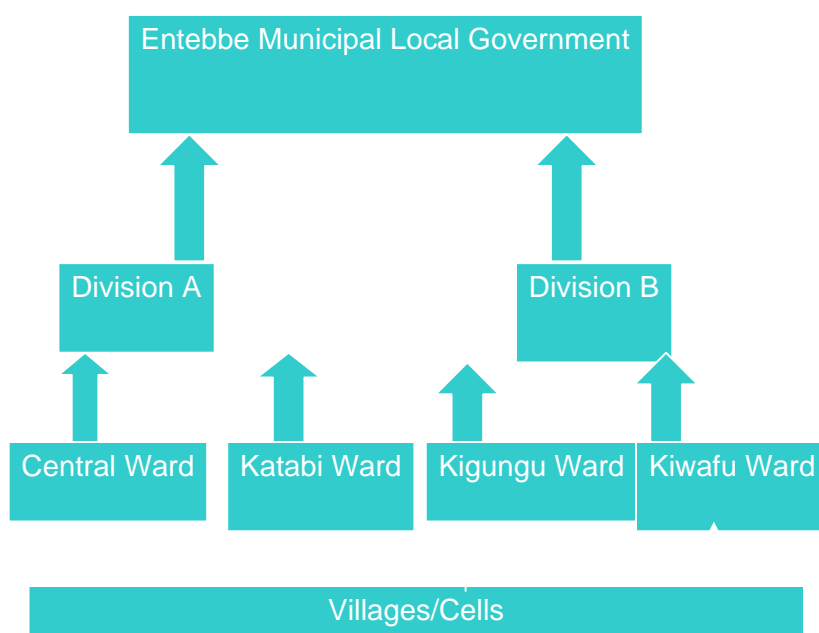 Entebbe Municipal Local Government
Division A
Division B
Central Ward
Katabi Ward
Kigungu Ward
Kiwafu Ward
Villages/Cells